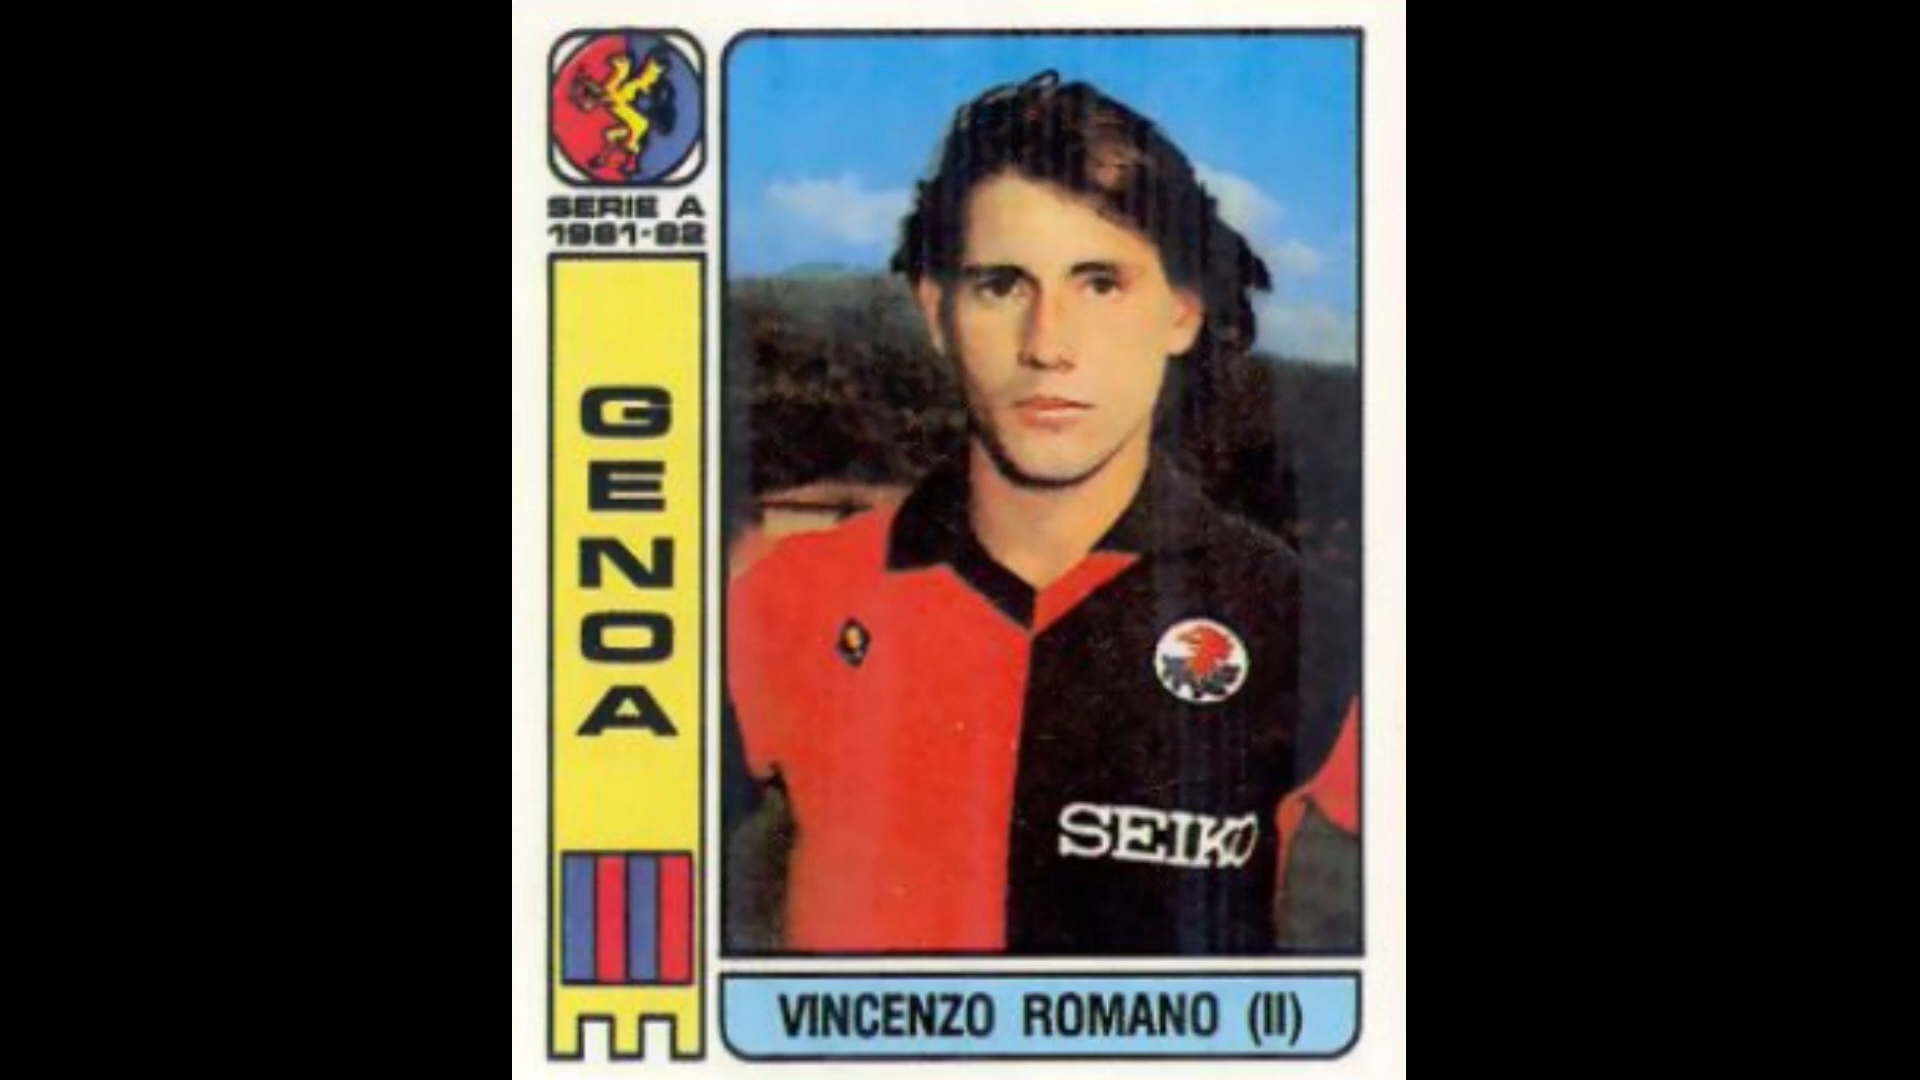 SERIE A
1981-82
GENOA
SEIKO
VINCENZO ROMANO (II)